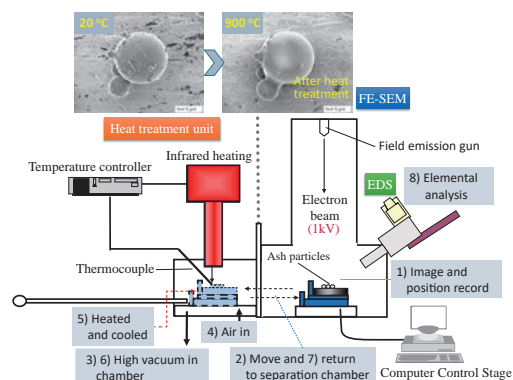 20 °C
900 °C
After heat
treatment
FE-SEM
Heat treatment unit
Field emission gun
Infrared heating
Temperature controller
EDS
8) Elemental
analysis
Electron
beam
(1kV)
Ash particles
Thermocouple
1) Image and
position record
5) Heated
and cooled
4) Air in
3) 6) High vacuum in
chamber
2) Move and 7) return
to separation chamber
Computer Control Stage